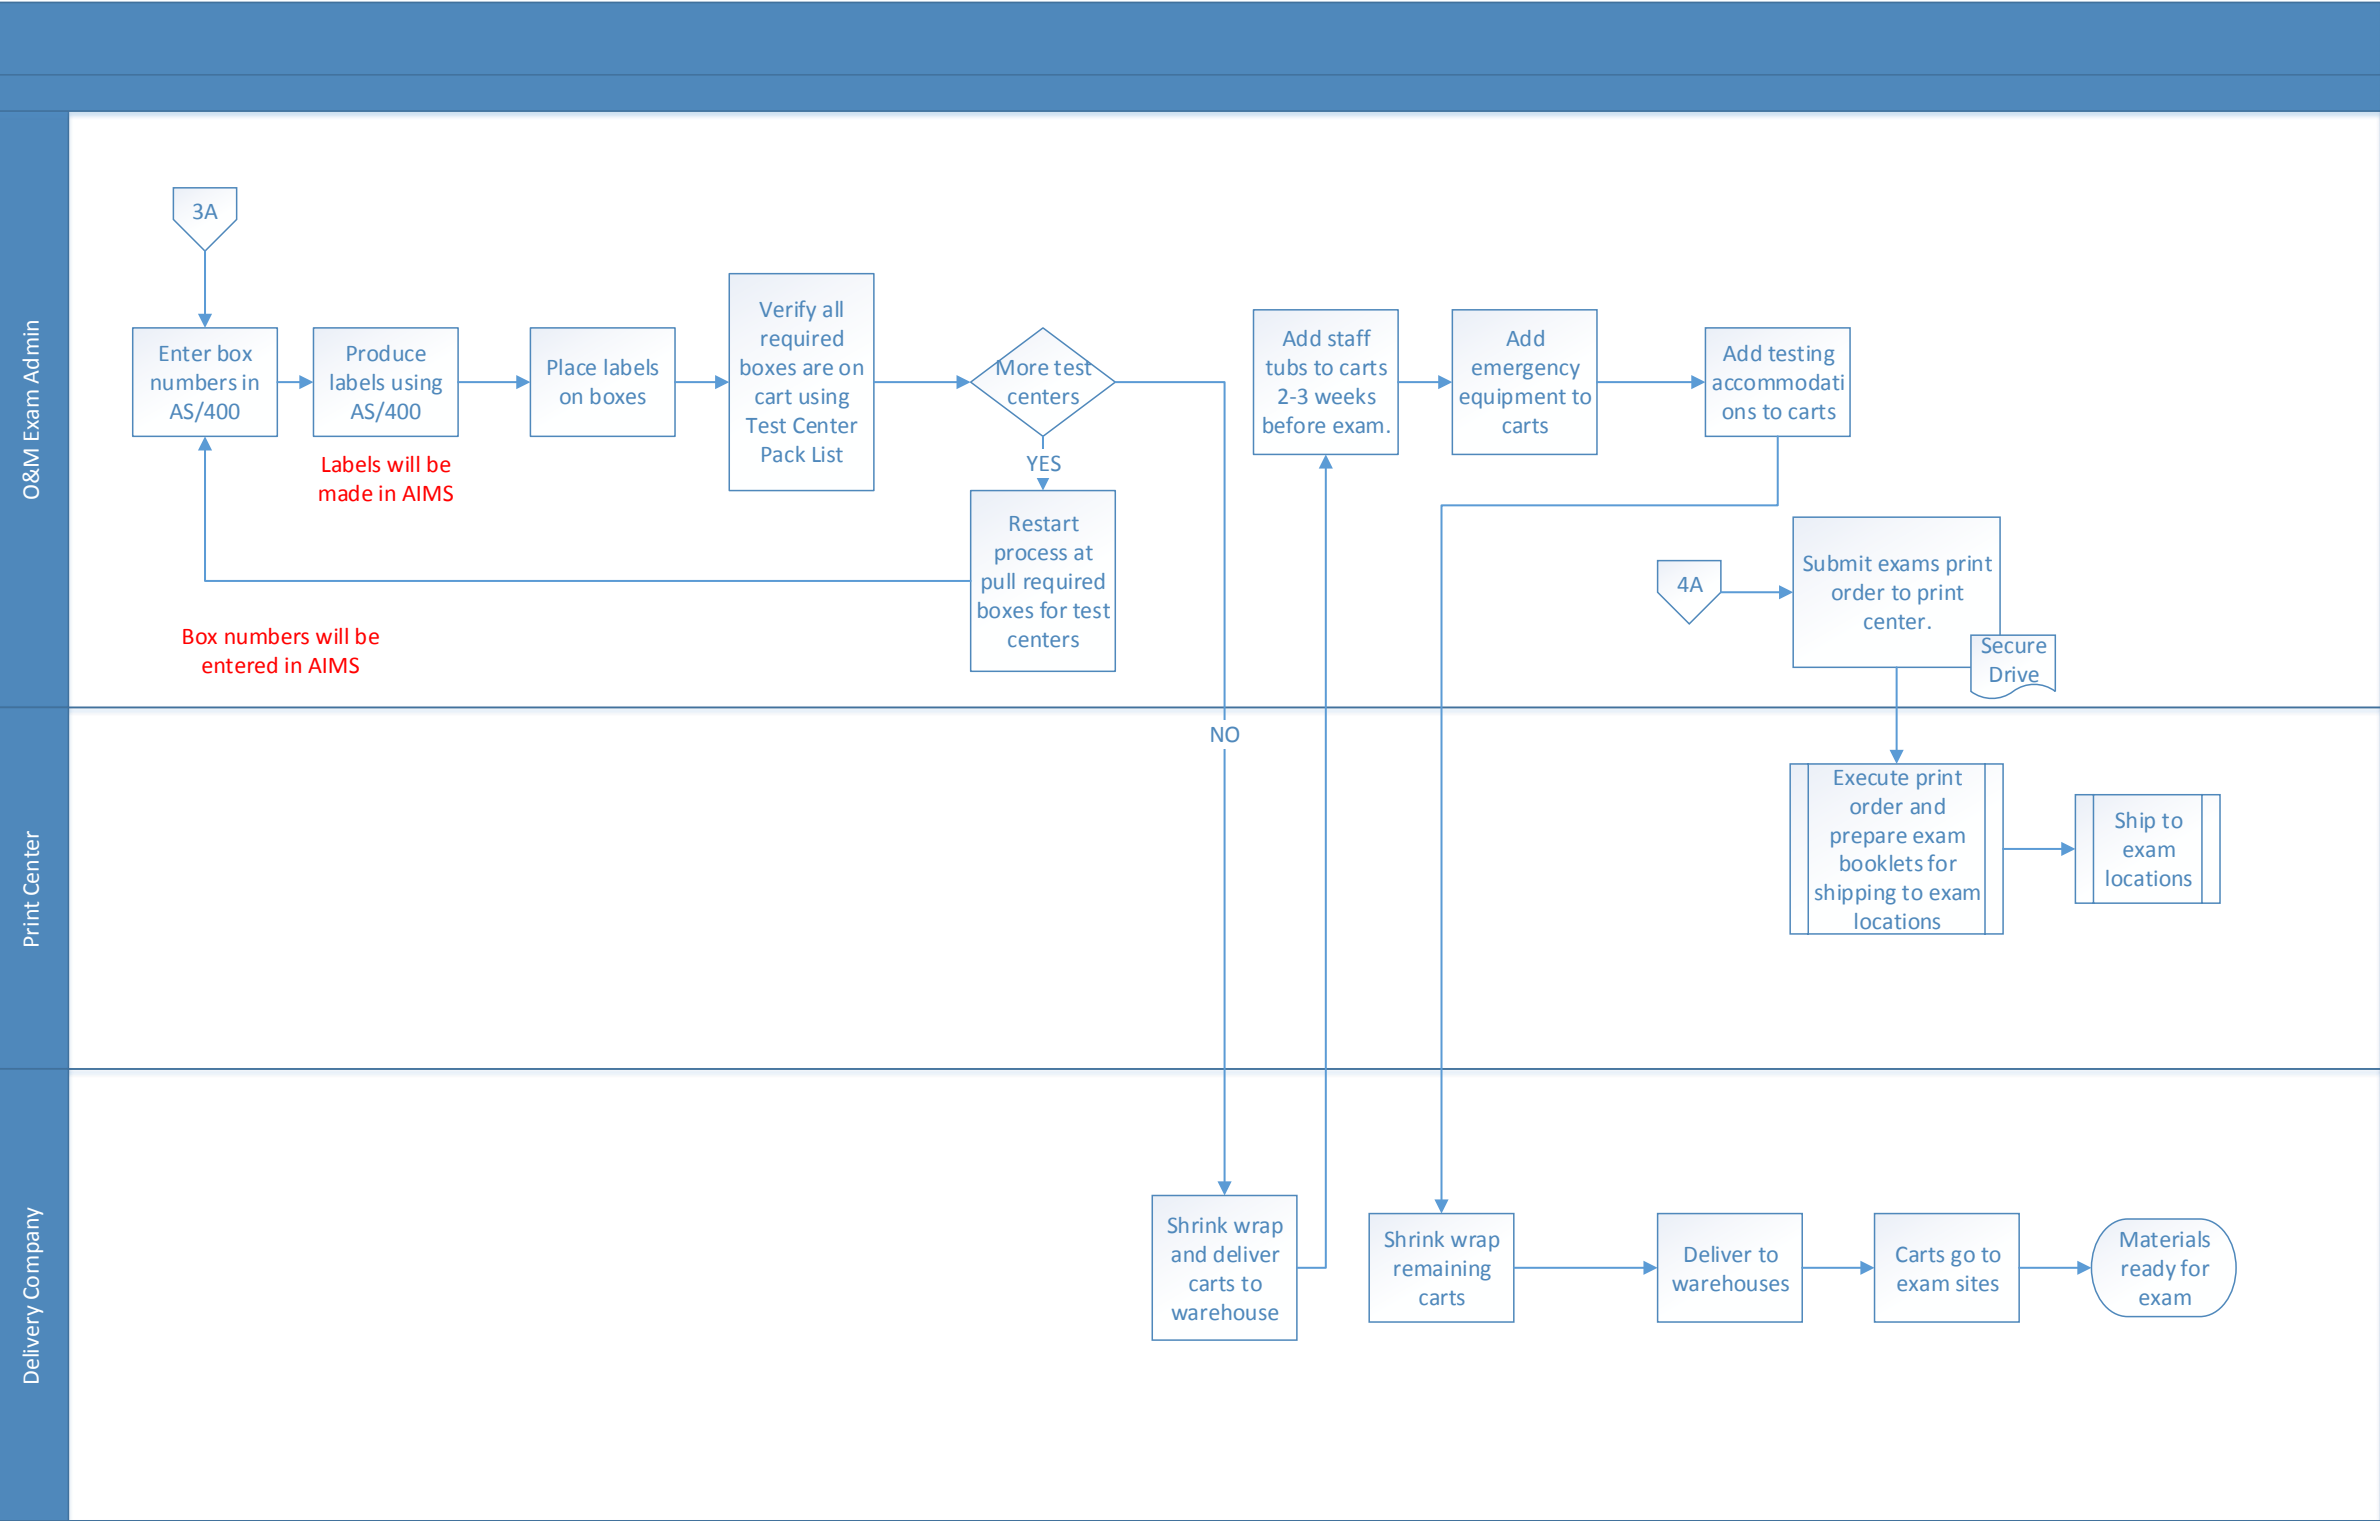 O&M Exam Admin
3A
Enter box
numbers in
AS/400
Produce
labels using
AS/400
Labels will be
made in AIMS
Place labels
on boxes
Verify all
required
boxes are on
cart using
Test Center
Pack List
More test
centers
YES
Restart
process at
pull required
boxes for test
centers
Box numbers will be
entered in AIMS
NO
Add staff
tubs to carts
2-3 weeks
before exam.
Add
emergency
equipment to
carts
Add testing
accommodati
ons to carts
4A
Submit exams print
order to print
center.
Secure
Drive
Print Center
Execute print
order and
prepare exam
booklets for
shipping to exam
locations
Ship to
exam
locations
Delivery Company
Shrink wrap
and deliver
carts to
warehouse
Shrink wrap
remaining
carts
Deliver to
warehouses
Carts go to
exam sites
Materials
ready for
exam